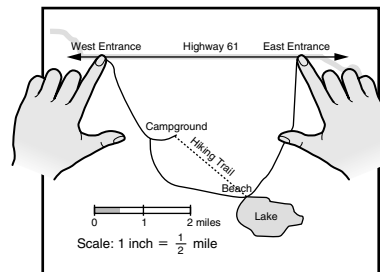 West Entrance Highway 61 East Entrance
Campground
Hiking Trail
Beach
Lake
0 1 2 miles
Scale: 1 inch = 1/2 mile